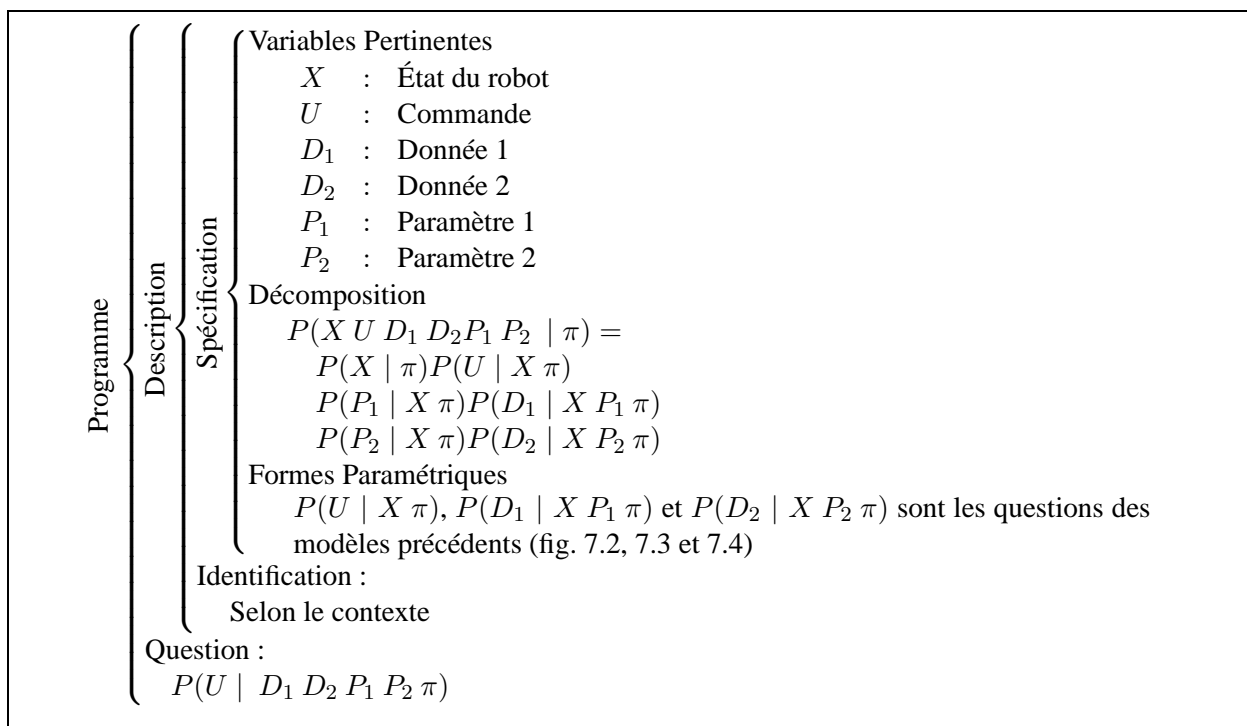 Programme
Description
Spécification
Variables Pertinentes
X : État du robot
U : Commande
D₁ : Donnée 1
D₂ : Donnée 2
P₁ : Paramètre 1
P₂ : Paramètre 2
Décomposition
P(X U D₁ D₂P₁ P₂ | π) =
P(X | π)P(U | X π)
P(P₁ | X π)P(D₁ | X P₁ π)
P(P₂ | X π)P(D₂ | X P₂ π)
Formes Paramétriques
P(U | X π), P(D₁ | X P₁ π) et P(D₂ | X P₂ π) sont les questions des
modèles précédents (fig. 7.2, 7.3 et 7.4)
Identification :
Selon le contexte
Question :
P(U | D₁ D₂ P₁ P₂ π)